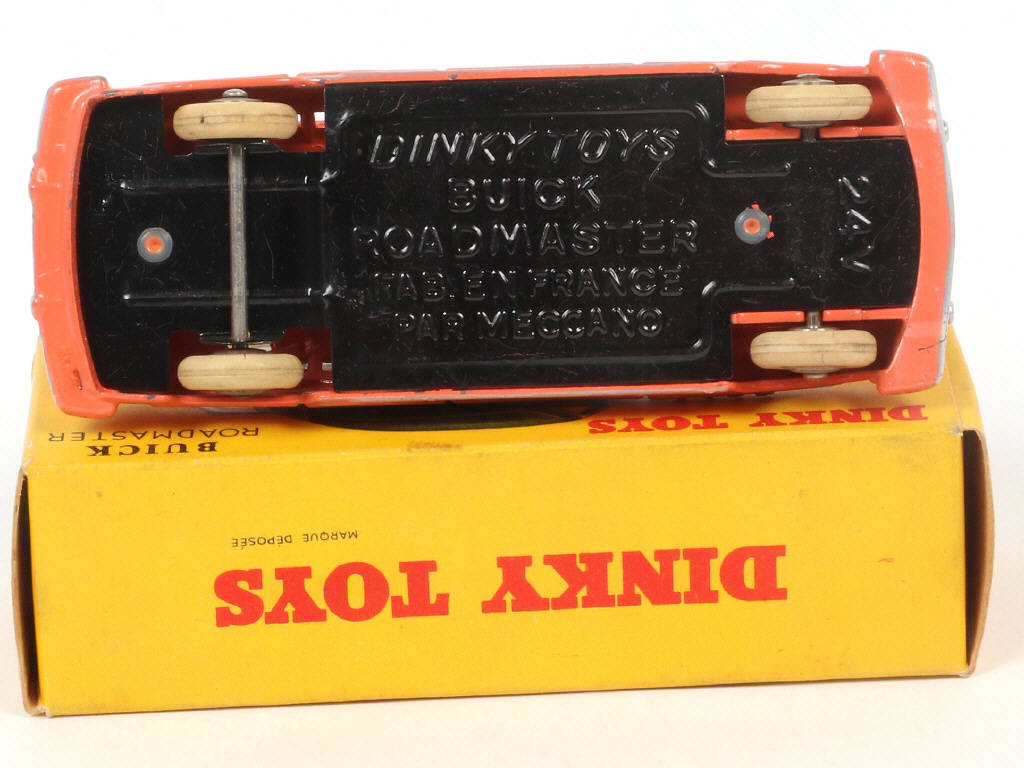 DINKY TOYS
BUICK
ROADMASTER
FAB. EN FRANCE
PAR MECCANO
24V
DINKY TOYS
BUICK
ROADMASTER
MARQUE DÉPOSÉE
DINKY TOYS